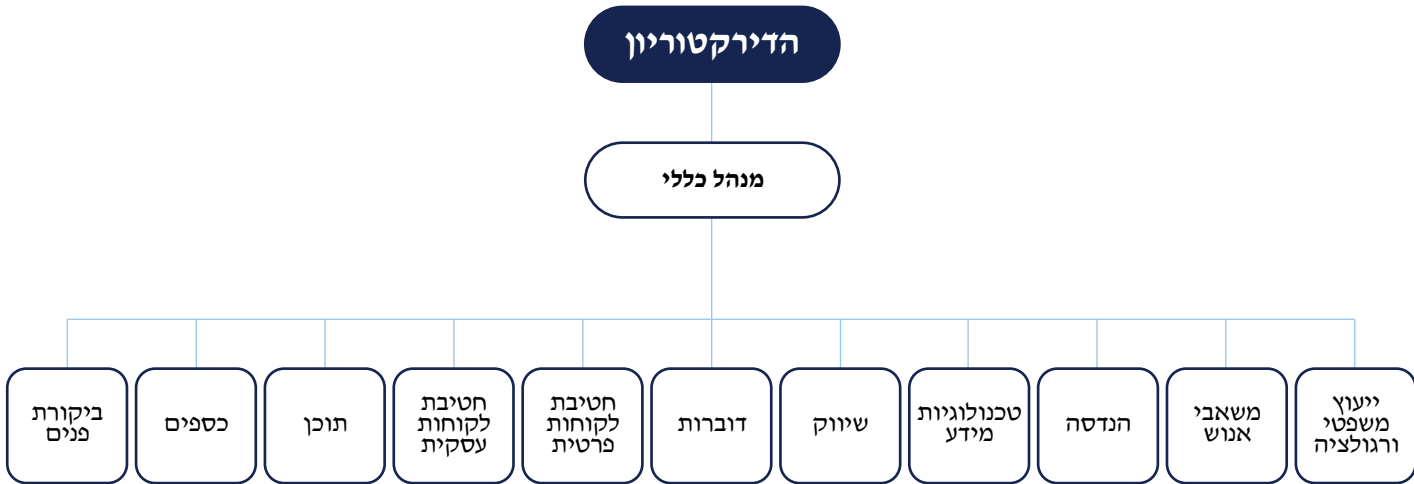 הדירקטוריון
מנהל כללי
ייעוץ
משפטי
ורגולציה
משאבי
אנוש
הנדסה
טכנולוגיות
מידע
שיווק
דוברות
חטיבת
לקוחות
פרטית
חטיבת
לקוחות
עסקית
תוכן
כספים
ביקורת
פנים